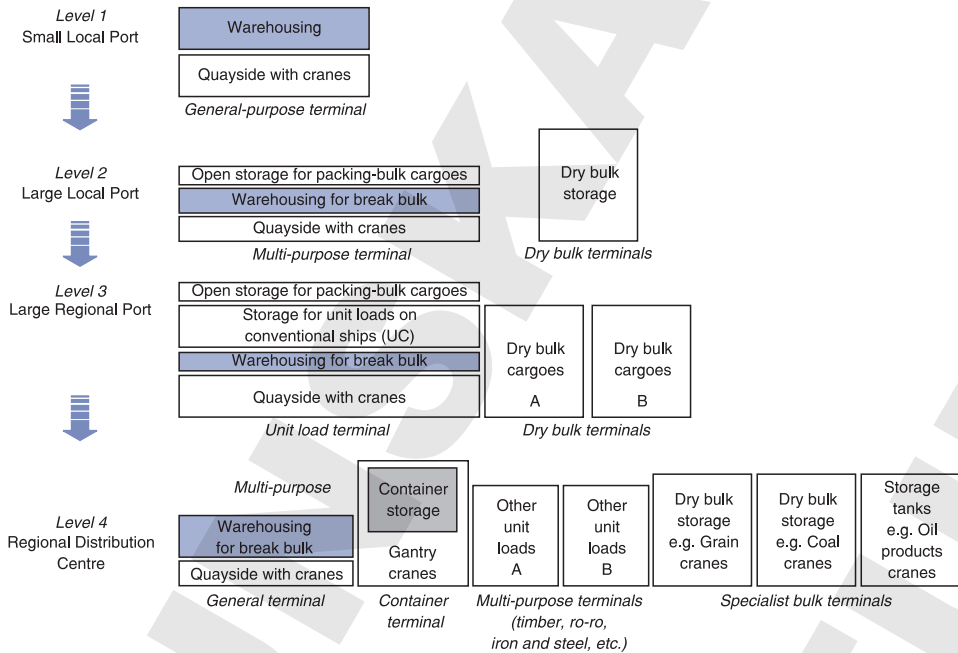 Level 1
Small Local Port
Warehousing
Quayside with cranes
General-purpose terminal
Level 2
Large Local Port
Open storage for packing-bulk cargoes
Warehousing for break bulk
Quayside with cranes
Multi-purpose terminal
Dry bulk
storage
Dry bulk terminals
Level 3
Large Regional Port
Open storage for packing-bulk cargoes
Storage for unit loads on
conventional ships (UC)
Warehousing for break bulk
Quayside with cranes
Unit load terminal
Dry bulk
cargoes
A
Dry bulk
cargoes
B
Dry bulk terminals
Level 4
Regional Distribution
Centre
Multi-purpose
Warehousing
for break bulk
Quayside with cranes
General terminal
Container
storage
Gantry
cranes
Container
terminal
Other
unit
loads
A
Other
unit
loads
B
Multi-purpose terminals
(timber, ro-ro,
iron and steel, etc.)
Dry bulk
storage
e.g. Grain
cranes
Dry bulk
storage
e.g. Coal
cranes
Storage
tanks
e.g. Oil
products
cranes
Specialist bulk terminals